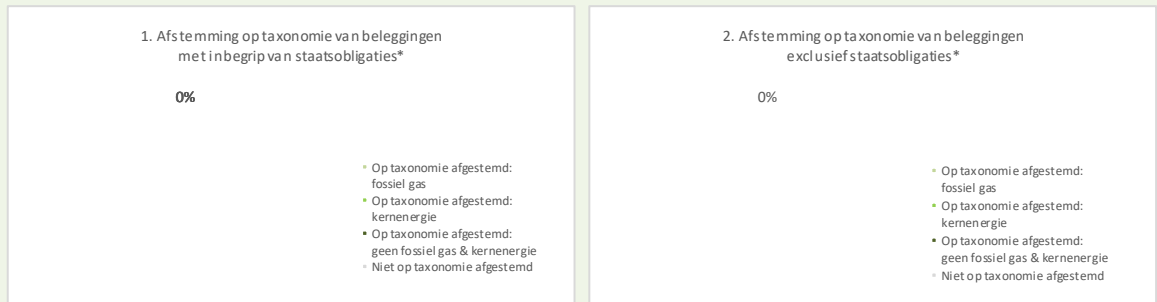 1. Afstemming op taxonomie van beleggingen
met inbegrip van staatsobligaties*
0%
Op taxonomie afgestemd:
fossiel gas
Op taxonomie afgestemd:
kernenergie
Op taxonomie afgestemd:
geen fossiel gas & kernenergie
Niet op taxonomie afgestemd
2. Afstemming op taxonomie van beleggingen
exclusief staatsobligaties*
0%
Op taxonomie afgestemd:
fossiel gas
Op taxonomie afgestemd:
kernenergie
Op taxonomie afgestemd:
geen fossiel gas & kernenergie
Niet op taxonomie afgestemd